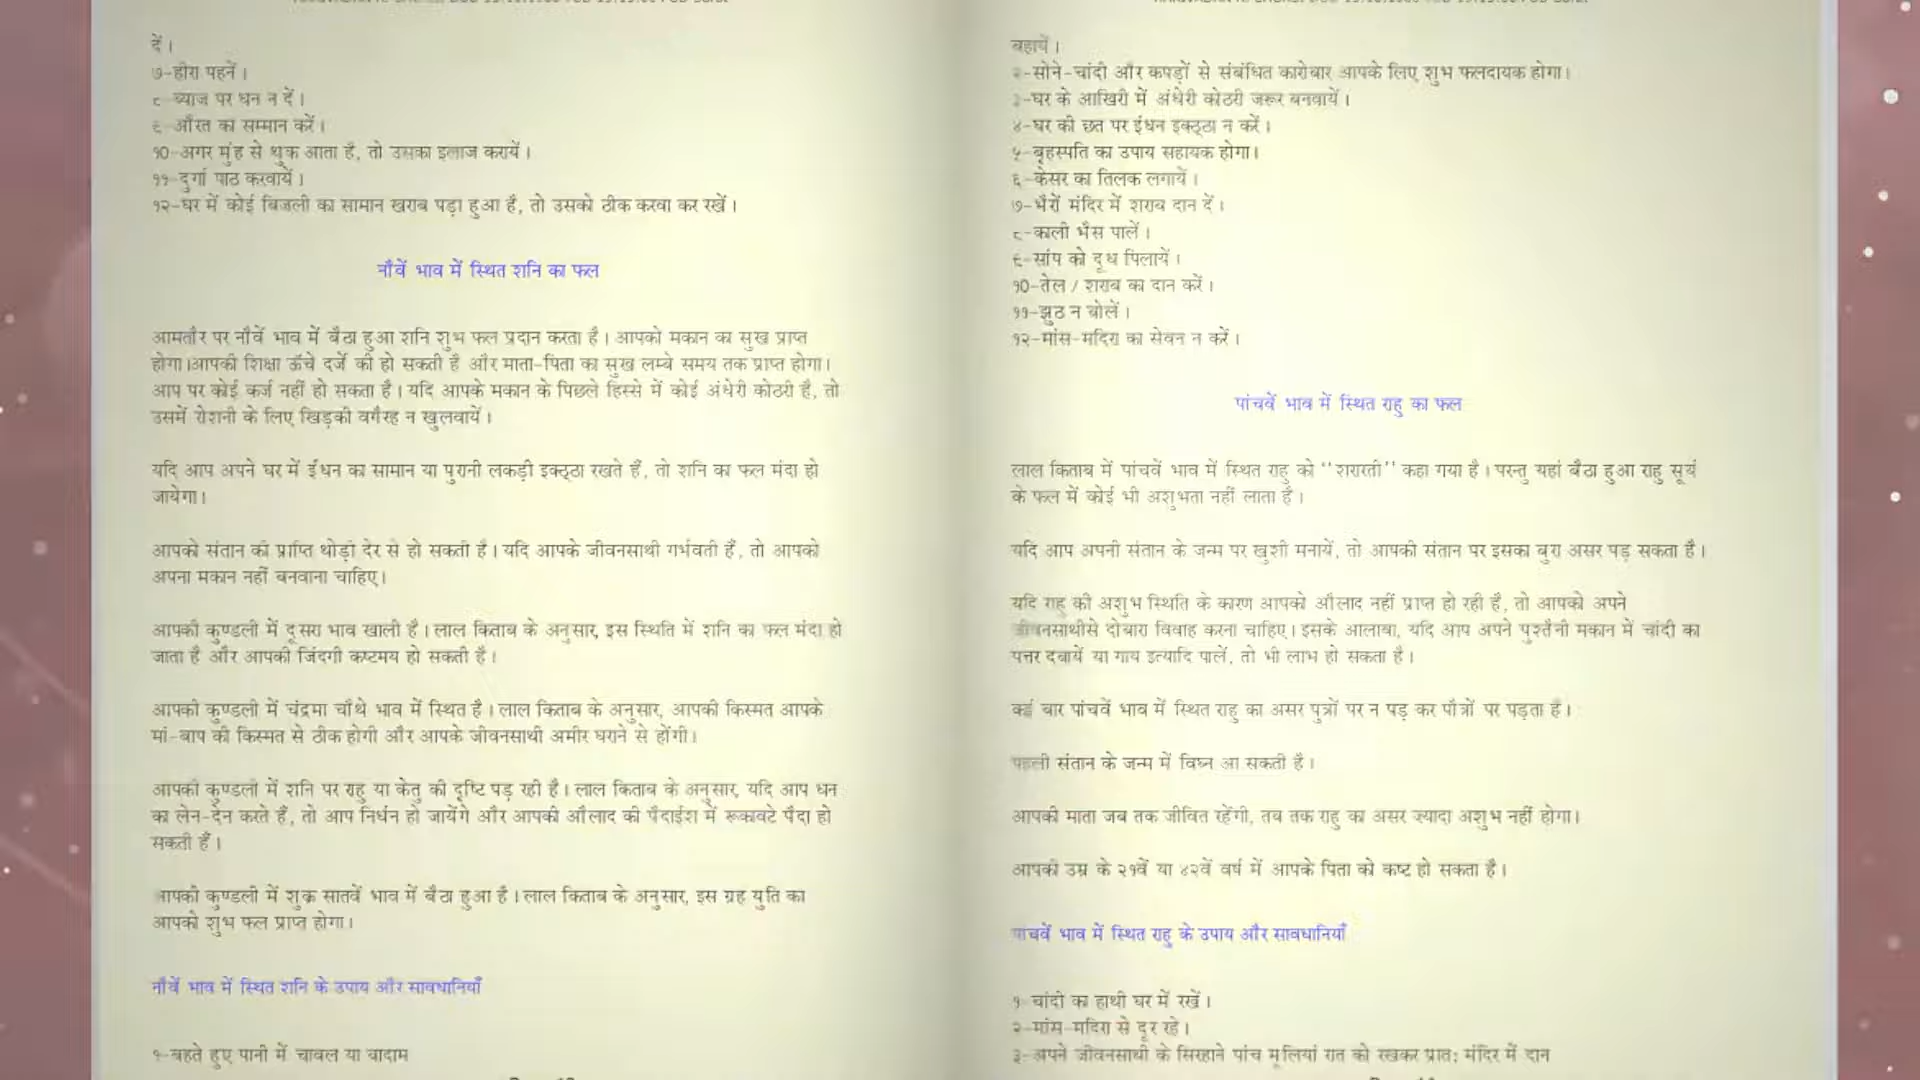 दें।
७-हीरा पहनें।
८-ब्याज पर धन न दें।
९-औरत का सम्मान करें।
१०-अगर मुंह से थुक आता है, तो उसका इलाज करायें।
११-दुर्गा पाठ करवायें।
१२-घर में कोई बिजली का सामान खराब पड़ा हुआ है, तो उसको ठीक करवा कर रखें।
नौवें भाव में स्थित शनि का फल
आमतौर पर नौवें भाव में बैठा हुआ शनि शुभ फल प्रदान करता है। आपको मकान का सुख प्राप्त
होगा।आपकी शिक्षा ऊँचे दर्जे की हो सकती है और माता-पिता का सुख लम्बे समय तक प्राप्त होगा।
आप पर कोई कर्ज नहीं हो सकता है। यदि आपके मकान के पिछले हिस्से में कोई अंधेरी कोठरी है, तो
उसमें रोशनी के लिए खिड़की वगैरह न खुलवायें।
यदि आप अपने घर में ईंधन का सामान या पुरानी लकड़ी इक्ठ्ठा रखते हैं, तो शनि का फल मंदा हो
जायेगा।
आपको संतान की प्राप्ति थोड़ी देर से हो सकती है। यदि आपके जीवनसाथी गर्भवती हैं, तो आपको
अपना मकान नहीं बनवाना चाहिए।
आपकी कुण्डली में दूसरा भाव खाली है। लाल किताब के अनुसार, इस स्थिति में शनि का फल मंदा हो
जाता है और आपकी जिंदगी कष्टमय हो सकती है।
आपकी कुण्डली में चंद्रमा चौथे भाव में स्थित है। लाल किताब के अनुसार, आपकी किस्मत आपके
मां-बाप की किस्मत से ठीक होगी और आपके जीवनसाथी अमीर घराने से होंगी।
आपकी कुण्डली में शनि पर राहु या केतु की दृष्टि पड़ रही है। लाल किताब के अनुसार, यदि आप धन
का लेन-देन करते हैं, तो आप निर्धन हो जायेंगे और आपकी औलाद की पैदाईश में रूकावटे पैदा हो
सकती हैं।
आपकी कुण्डली में शुक्र सातवें भाव में बैठा हुआ है। लाल किताब के अनुसार, इस ग्रह युति का
आपको शुभ फल प्राप्त होगा।
नौवें भाव में स्थित शनि के उपाय और सावधानियाँ
१-बहते हुए पानी में चावल या बादाम
बहायें।
२-सोने-चांदी और कपड़ों से संबंधित कारोबार आपके लिए शुभ फलदायक होगा।
३-घर के आखिरी में अंधेरी कोठरी जरूर बनवायें।
४-घर की छत पर ईंधन इक्ठ्ठा न करें।
५-बृहस्पति का उपाय सहायक होगा।
६-केसर का तिलक लगायें।
७-भैरों मंदिर में शराब दान दें।
८-काली भैंस पालें।
९-सांप को दूध पिलायें।
१०-तेल / शराब का दान करें।
११-झुठ न बोलें।
१२-मांस-मदिरा का सेवन न करें।
पांचवें भाव में स्थित राहु का फल
लाल किताब में पांचवें भाव में स्थित राहु को ''शरारती'' कहा गया है। परन्तु यहां बैठा हुआ राहु सूर्य
के फल में कोई भी अशुभता नहीं लाता है।
यदि आप अपनी संतान के जन्म पर खुशी मनायें, तो आपकी संतान पर इसका बुरा असर पड़ सकता है।
यदि राहु की अशुभ स्थिति के कारण आपको औलाद नहीं प्राप्त हो रही है, तो आपको अपने
जीवनसाथीसे दोबारा विवाह करना चाहिए। इसके आलाबा, यदि आप अपने पुश्तैनी मकान में चांदी का
पत्तर दबायें या गाय इत्यादि पालें, तो भी लाभ हो सकता है।
कई बार पांचवें भाव में स्थित राहु का असर पुत्रों पर न पड़ कर पौत्रों पर पड़ता है।
पहली संतान के जन्म में विघ्न आ सकती है।
आपकी माता जब तक जीवित रहेंगी, तब तक राहु का असर ज्यादा अशुभ नहीं होगा।
आपकी उम्र के २१वें या ४२वें वर्ष में आपके पिता को कष्ट हो सकता है।
पांचवें भाव में स्थित राहु के उपाय और सावधानियाँ
१-चांदी का हाथी घर में रखें।
२-मांस-मदिरा से दूर रहे।
३-अपने जीवनसाथी के सिरहाने पांच मूलियां रात को रखकर प्रात: मंदिर में दान